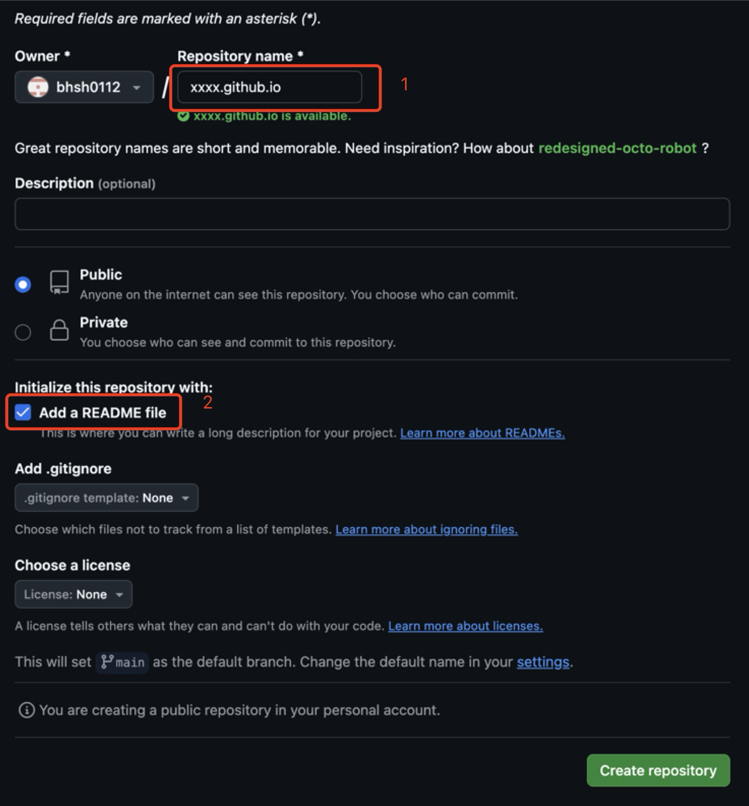 Required fields are marked with an asterisk (*).
Owner * Repository name *
bhsh0112 / xxxx.github.io 1
xxxx.github.io is available.
Great repository names are short and memorable. Need inspiration? How about redesigned-octo-robot ?
Description (optional)
Public
Anyone on the internet can see this repository. You choose who can commit.
Private
You choose who can see and commit to this repository.
Initialize this repository with:
2
Add a README file
This is where you can write a long description for your project. Learn more about READMEs.
Add .gitignore
.gitignore template: None
Choose which files not to track from a list of templates. Learn more about ignoring files.
Choose a license
License: None
A license tells others what they can and can't do with your code. Learn more about licenses.
This will set main as the default branch. Change the default name in your settings.
You are creating a public repository in your personal account.
Create repository